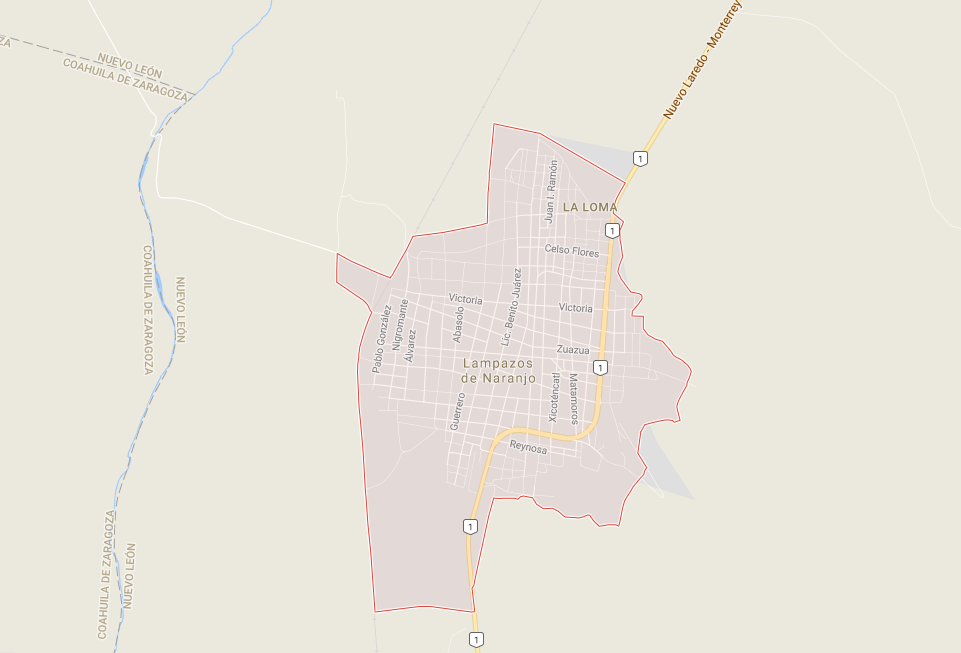 ZA
NUEVO LEÓN
COAHUILA DE ZARAGOZA
Nuevo Laredo - Monterrey
1
Juan I. Ramón
LA LOMA
1
Celso Flores
COAHUILA DE ZARAGOZA
NUEVO LEÓN
Victoria
Victoria
Pablo González
Nigromante
Álvarez
Abasolo
Lic. Benito Juárez
Zuazua
Lampazos
de Naranjo
1
Guerrero
Xicoténcatl
Matamoros
Reynosa
1
COAHUILA DE ZARAGOZA
NUEVO LEÓN
1